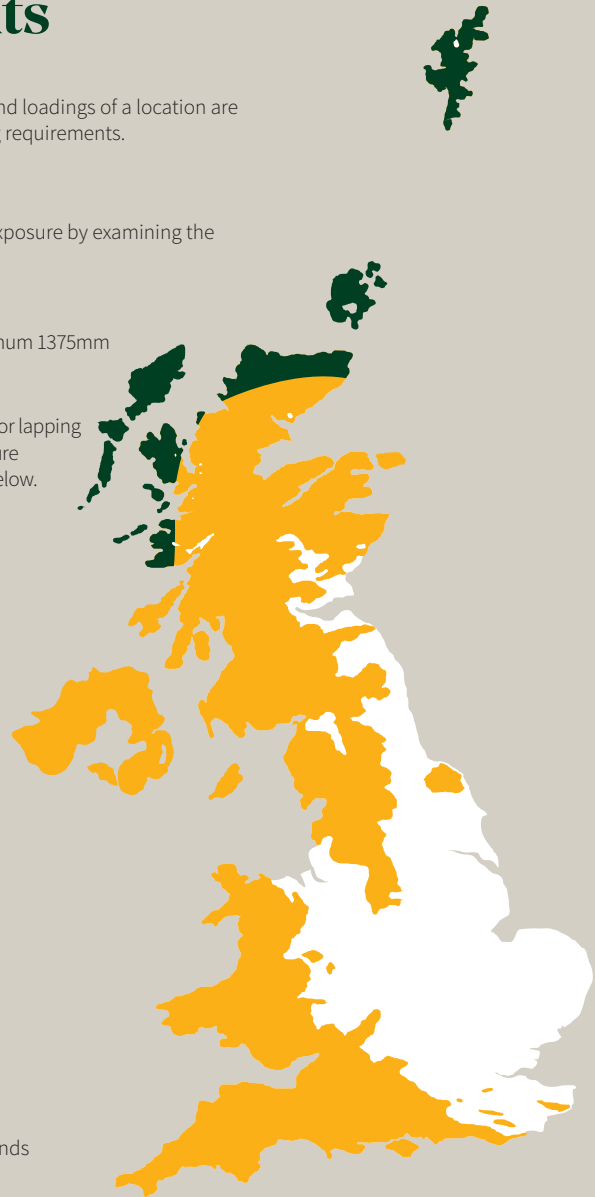 ts
nd loadings of a location are
requirements.
xposure by examining the
num 1375mm
or lapping
ure
elow.
nds